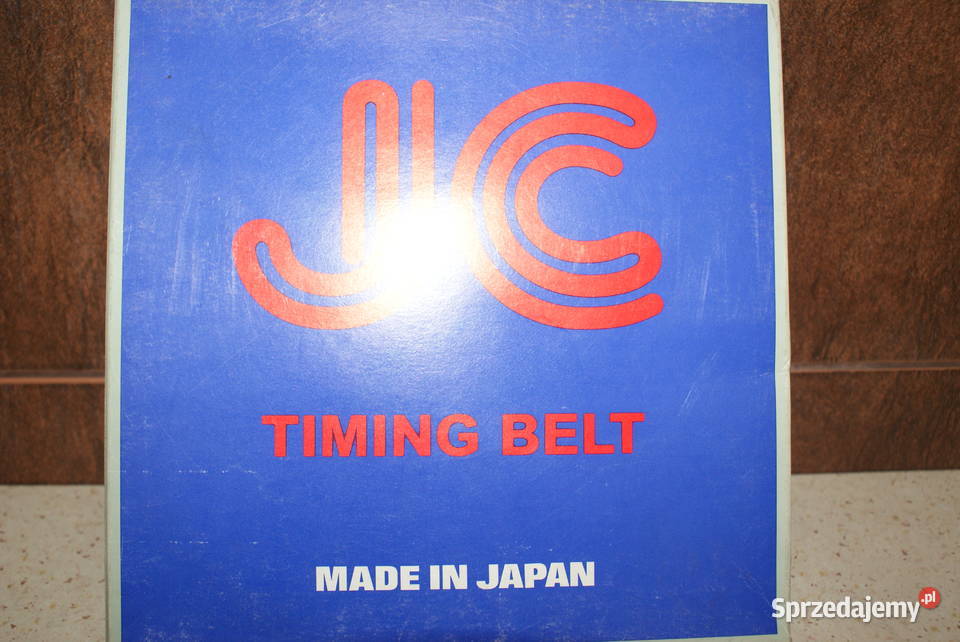 JC
TIMING BELT
MADE IN JAPAN
Sprzedajemy.pl